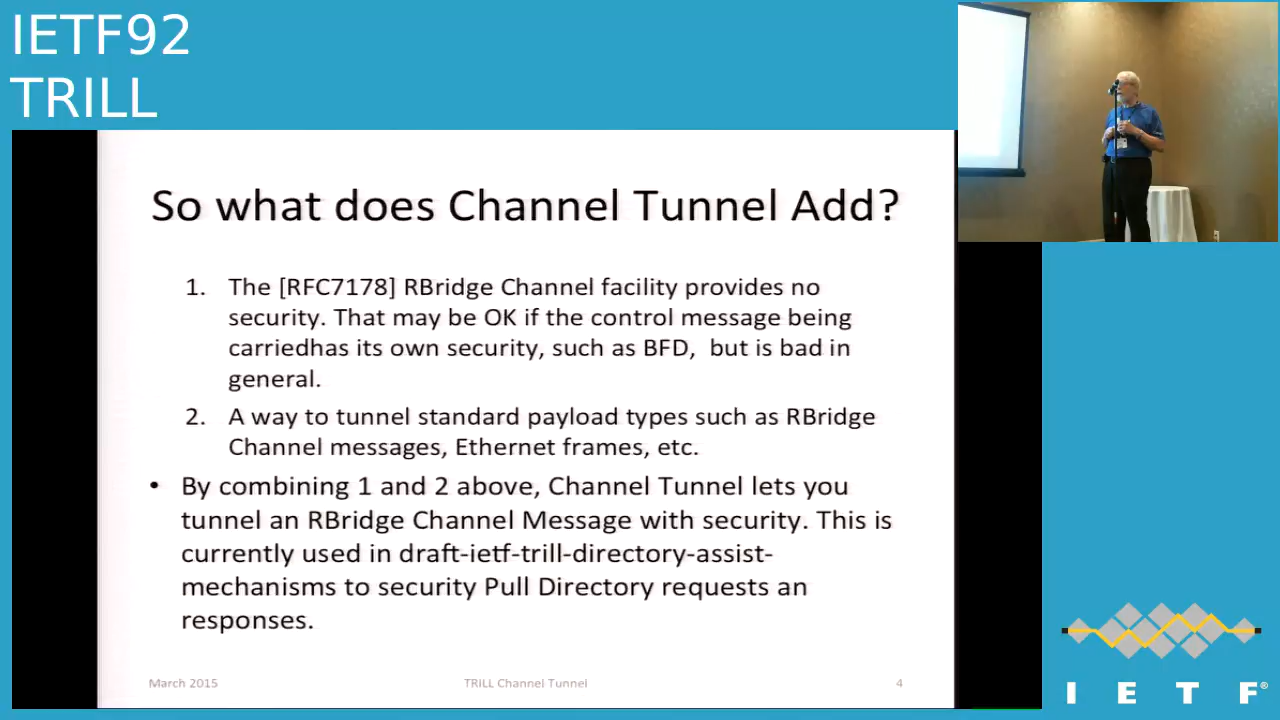 IETF92
TRILL
So what does Channel Tunnel Add?
1. The [RFC7178] RBridge Channel facility provides no
security. That may be OK if the control message being
carriedhas its own security, such as BFD, but is bad in
general.
2. A way to tunnel standard payload types such as RBridge
Channel messages, Ethernet frames, etc.
• By combining 1 and 2 above, Channel Tunnel lets you
tunnel an RBridge Channel Message with security. This is
currently used in draft-ietf-trill-directory-assist-
mechanisms to security Pull Directory requests an
responses.
March 2015 TRILL Channel Tunnel 4
I E T F®